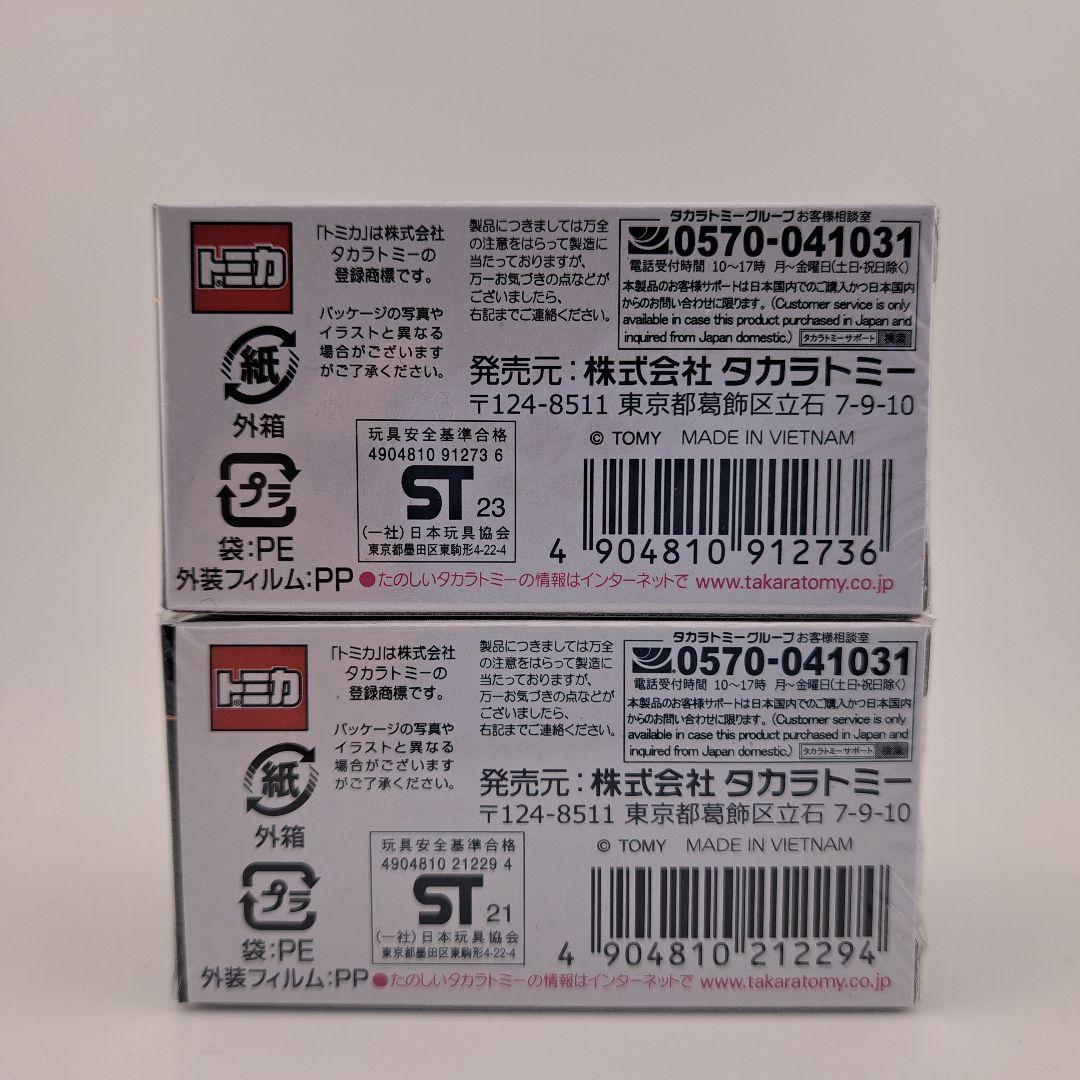 トミカ
®
「トミカ」は株式会社
タカラトミーの
登録商標です。
パッケージの写真や
イラストと異なる
場合がございます
がご了承ください。
製品につきましては万全
の注意をはらって製造に
当たっておりますが、
万一お気づきの点などが
ございましたら、
右記までご連絡ください。
タカラトミーグループ お客様相談室
0570-041031
電話受付時間 10〜17時 月〜金曜日(土日・祝日除く)
本製品のお客様サポートは日本国内でのご購入かつ日本国内
からのお問い合わせに限ります。(Customer service is only
available in case this product purchased in Japan and
inquired from Japan domestic.) タカラトミーサポート 検索
発売元:株式会社 タカラトミー
〒124-8511 東京都葛飾区立石 7-9-10
紙
外箱
プラ
袋:PE
外装フィルム:PP
玩具安全基準合格
4904810 91273 6
ST 23
(一社)日本玩具協会
東京都墨田区東駒形4-22-4
© TOMY MADE IN VIETNAM
4 904810 912736
●たのしいタカラトミーの情報はインターネットで www.takaratomy.co.jp
トミカ
®
「トミカ」は株式会社
タカラトミーの
登録商標です。
パッケージの写真や
イラストと異なる
場合がございます
がご了承ください。
製品につきましては万全
の注意をはらって製造に
当たっておりますが、
万一お気づきの点などが
ございましたら、
右記までご連絡ください。
タカラトミーグループ お客様相談室
0570-041031
電話受付時間 10〜17時 月〜金曜日(土日・祝日除く)
本製品のお客様サポートは日本国内でのご購入かつ日本国内
からのお問い合わせに限ります。(Customer service is only
available in case this product purchased in Japan and
inquired from Japan domestic.) タカラトミーサポート 検索
発売元:株式会社 タカラトミー
〒124-8511 東京都葛飾区立石 7-9-10
紙
外箱
プラ
袋:PE
外装フィルム:PP
玩具安全基準合格
4904810 21229 4
ST 21
(一社)日本玩具協会
東京都墨田区東駒形4-22-4
© TOMY MADE IN VIETNAM
4 904810 212294
●たのしいタカラトミーの情報はインターネットで www.takaratomy.co.jp